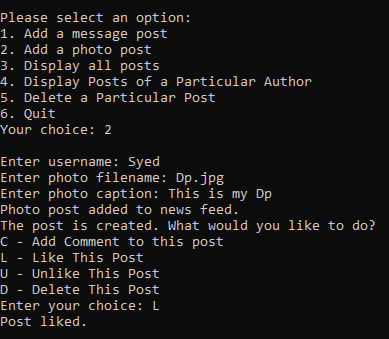 Please select an option:
1. Add a message post
2. Add a photo post
3. Display all posts
4. Display Posts of a Particular Author
5. Delete a Particular Post
6. Quit
Your choice: 2
Enter username: Syed
Enter photo filename: Dp.jpg
Enter photo caption: This is my Dp
Photo post added to news feed.
The post is created. What would you like to do?
C - Add Comment to this post
L - Like This Post
U - Unlike This Post
D - Delete This Post
Enter your choice: L
Post liked.